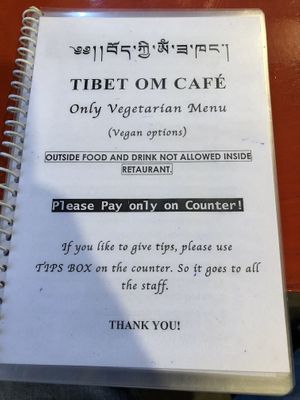 ༄༅།།བོད་ཀྱི་ཨོཾ་ཟ་ཁང་།
TIBET OM CAFÉ
Only Vegetarian Menu
(Vegan options)
OUTSIDE FOOD AND DRINK NOT ALLOWED INSIDE
RETAURANT.
Please Pay only on Counter!
If you like to give tips, please use
TIPS BOX on the counter. So it goes to all
the staff.
THANK YOU!